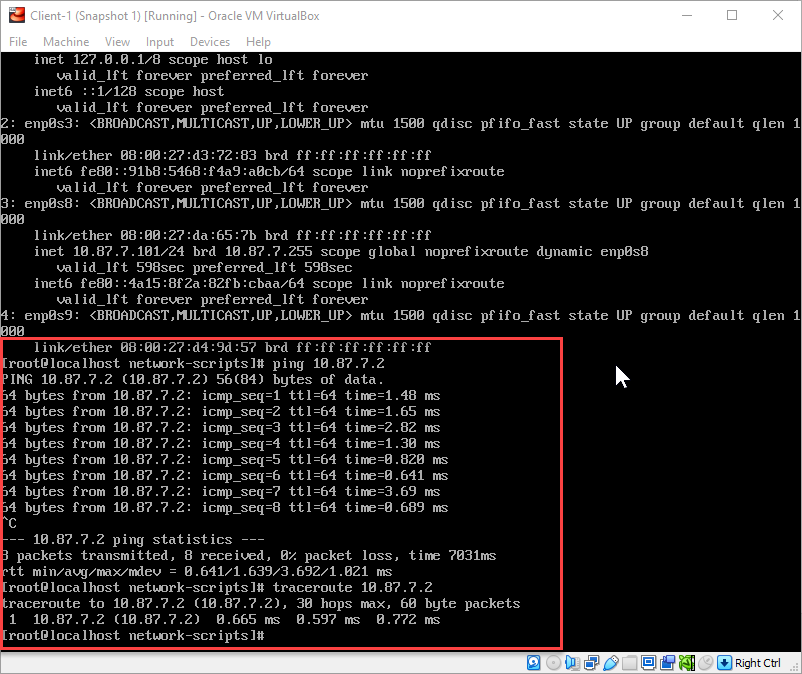 Client-1 (Snapshot 1) [Running] - Oracle VM VirtualBox
File Machine View Input Devices Help
inet 127.0.0.1/8 scope host lo
valid_lft forever preferred_lft forever
inet6 ::1/128 scope host
valid_lft forever preferred_lft forever
2: enp0s3: <BROADCAST,MULTICAST,UP,LOWER_UP> mtu 1500 qdisc pfifo_fast state UP group default qlen 1
000
link/ether 08:00:27:d3:72:83 brd ff:ff:ff:ff:ff:ff
inet6 fe80::91b8:5468:f4a9:a0cb/64 scope link noprefixroute
valid_lft forever preferred_lft forever
3: enp0s8: <BROADCAST,MULTICAST,UP,LOWER_UP> mtu 1500 qdisc pfifo_fast state UP group default qlen 1
000
link/ether 08:00:27:da:65:7b brd ff:ff:ff:ff:ff:ff
inet 10.87.7.101/24 brd 10.87.7.255 scope global noprefixroute dynamic enp0s8
valid_lft 598sec preferred_lft 598sec
inet6 fe80::4a15:8f2a:82fb:cbaa/64 scope link noprefixroute
valid_lft forever preferred_lft forever
4: enp0s9: <BROADCAST,MULTICAST,UP,LOWER_UP> mtu 1500 qdisc pfifo_fast state UP group default qlen 1
000
link/ether 08:00:27:d4:9d:57 brd ff:ff:ff:ff:ff:ff
[root@localhost network-scripts]# ping 10.87.7.2
PING 10.87.7.2 (10.87.7.2) 56(84) bytes of data.
64 bytes from 10.87.7.2: icmp_seq=1 ttl=64 time=1.48 ms
64 bytes from 10.87.7.2: icmp_seq=2 ttl=64 time=1.65 ms
64 bytes from 10.87.7.2: icmp_seq=3 ttl=64 time=2.82 ms
64 bytes from 10.87.7.2: icmp_seq=4 ttl=64 time=1.30 ms
64 bytes from 10.87.7.2: icmp_seq=5 ttl=64 time=0.820 ms
64 bytes from 10.87.7.2: icmp_seq=6 ttl=64 time=0.641 ms
64 bytes from 10.87.7.2: icmp_seq=7 ttl=64 time=3.69 ms
64 bytes from 10.87.7.2: icmp_seq=8 ttl=64 time=0.689 ms
^C
--- 10.87.7.2 ping statistics ---
8 packets transmitted, 8 received, 0% packet loss, time 7031ms
rtt min/avg/max/mdev = 0.641/1.639/3.692/1.021 ms
[root@localhost network-scripts]# traceroute 10.87.7.2
traceroute to 10.87.7.2 (10.87.7.2), 30 hops max, 60 byte packets
1 10.87.7.2 (10.87.7.2) 0.665 ms 0.597 ms 0.772 ms
[root@localhost network-scripts]#
Right Ctrl